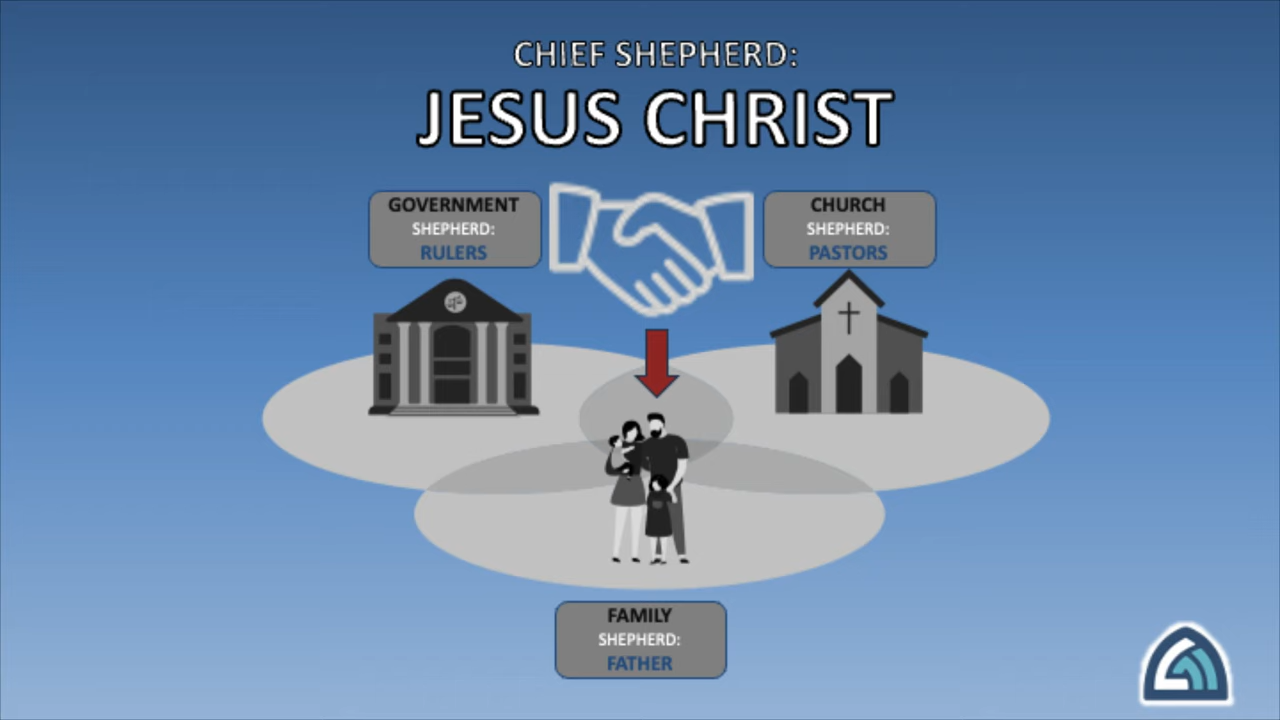 CHIEF SHEPHERD:
JESUS CHRIST
GOVERNMENT
SHEPHERD:
RULERS
CHURCH
SHEPHERD:
PASTORS
FAMILY
SHEPHERD:
FATHER